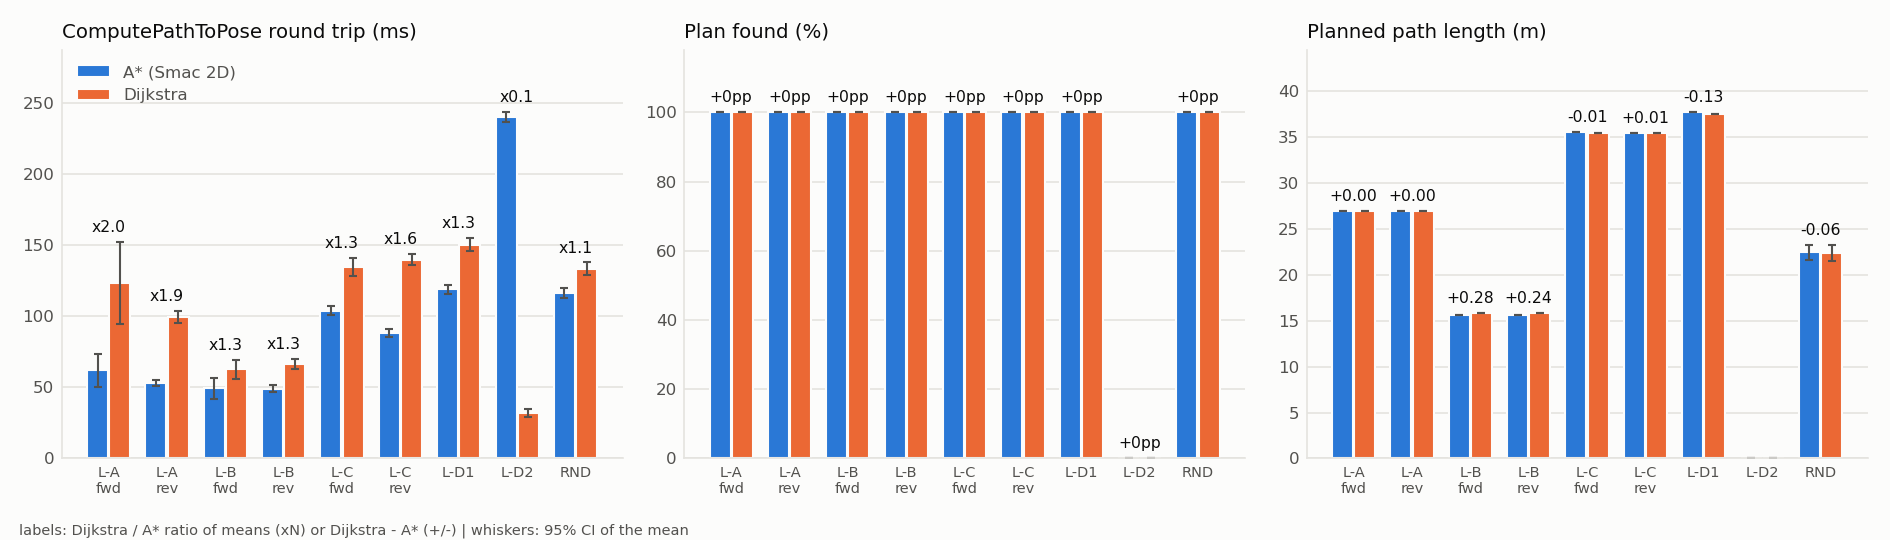 ComputePathToPose round trip (ms)
A* (Smac 2D)
Dijkstra
250
200
150
100
50
0
x2.0
x1.9
x1.3
x1.3
x1.3
x1.6
x1.3
x0.1
x1.1
L-A fwd
L-A rev
L-B fwd
L-B rev
L-C fwd
L-C rev
L-D1
L-D2
RND
Plan found (%)
100
80
60
40
20
0
+0pp
+0pp
+0pp
+0pp
+0pp
+0pp
+0pp
+0pp
+0pp
L-A fwd
L-A rev
L-B fwd
L-B rev
L-C fwd
L-C rev
L-D1
L-D2
RND
Planned path length (m)
40
35
30
25
20
15
10
5
0
+0.00
+0.00
+0.28
+0.24
-0.01
+0.01
-0.13
-0.06
L-A fwd
L-A rev
L-B fwd
L-B rev
L-C fwd
L-C rev
L-D1
L-D2
RND
labels: Dijkstra / A* ratio of means (xN) or Dijkstra - A* (+/-) | whiskers: 95% CI of the mean